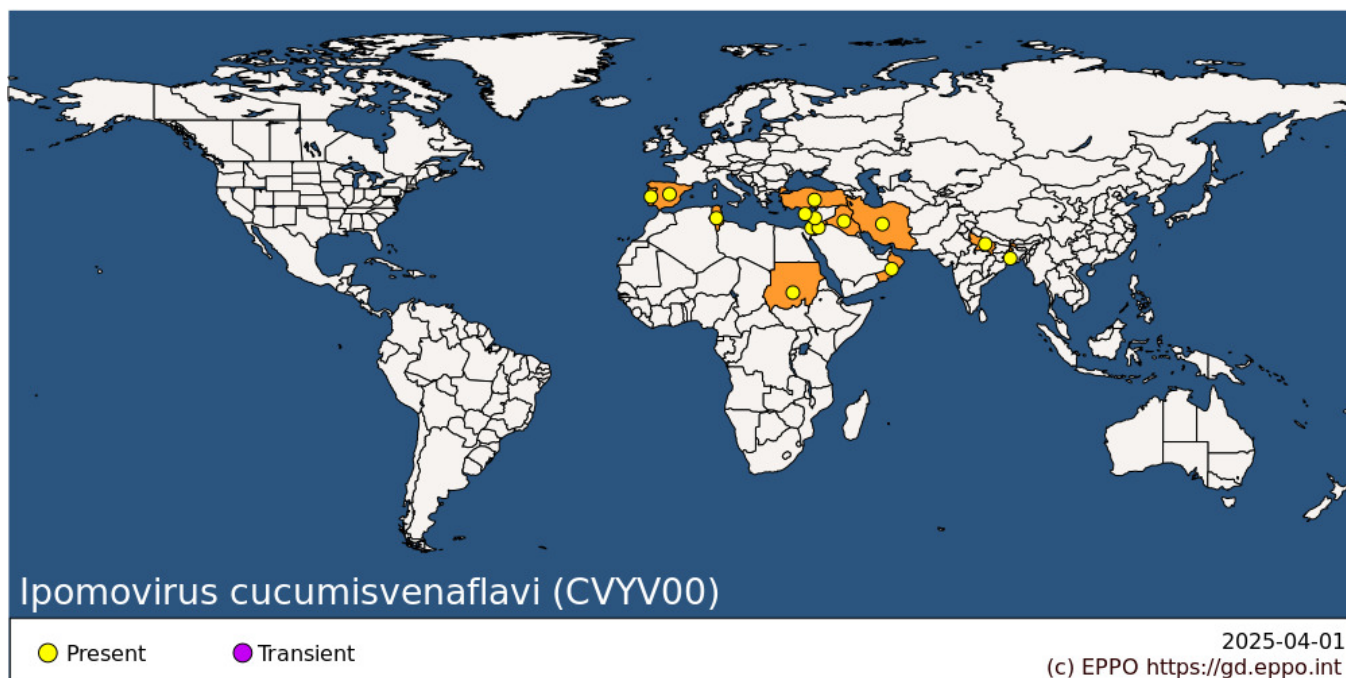 Ipomovirus cucumisvenaflavi (CVYV00)
Present
Transient
2025-04-01
(c) EPPO https://gd.eppo.int